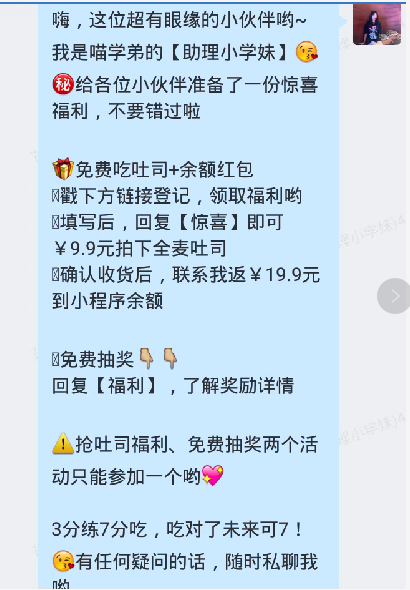 嗨，这位超有眼缘的小伙伴哟~
我是喵学弟的【助理小学妹】😘
㊙给各位小伙伴准备了一份惊喜
福利，不要错过啦
🎁免费吃吐司+余额红包
戳下方链接登记，领取福利哟
填写后，回复【惊喜】即可
￥9.9元拍下全麦吐司
确认收货后，联系我返￥19.9元
到小程序余额
免费抽奖👇👇
回复【福利】，了解奖励详情
⚠抢吐司福利、免费抽奖两个活
动只能参加一个哟💘
3分练7分吃，吃对了未来可7！
😘有任何疑问的话，随时私聊我
哟